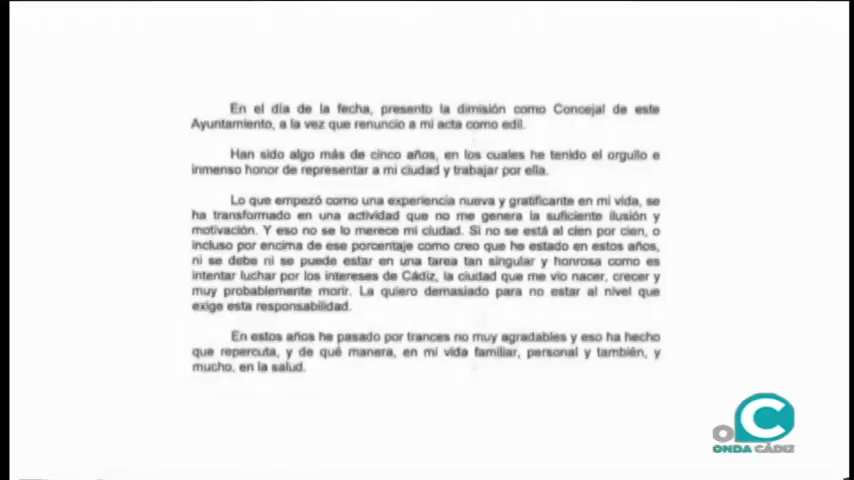 En el día de la fecha, presento la dimisión como Concejal de este
Ayuntamiento, a la vez que renuncio a mi acta como edil.
Han sido algo más de cinco años, en los cuales he tenido el orgullo e
inmenso honor de representar a mi ciudad y trabajar por ella.
Lo que empezó como una experiencia nueva y gratificante en mi vida, se
ha transformado en una actividad que no me genera la suficiente ilusión y
motivación. Y eso no se lo merece mi ciudad. Si no se está al cien por cien, o
incluso por encima de ese porcentaje como creo que he estado en estos años,
ni se debe ni se puede estar en una tarea tan singular y honrosa como es
intentar luchar por los intereses de Cádiz, la ciudad que me vio nacer, crecer y
muy probablemente morir. La quiero demasiado para no estar al nivel que
exige esta responsabilidad.
En estos años he pasado por trances no muy agradables y eso ha hecho
que repercuta, y de qué manera, en mi vida familiar, personal y también, y
mucho, en la salud.
O C
ONDA CÁDIZ